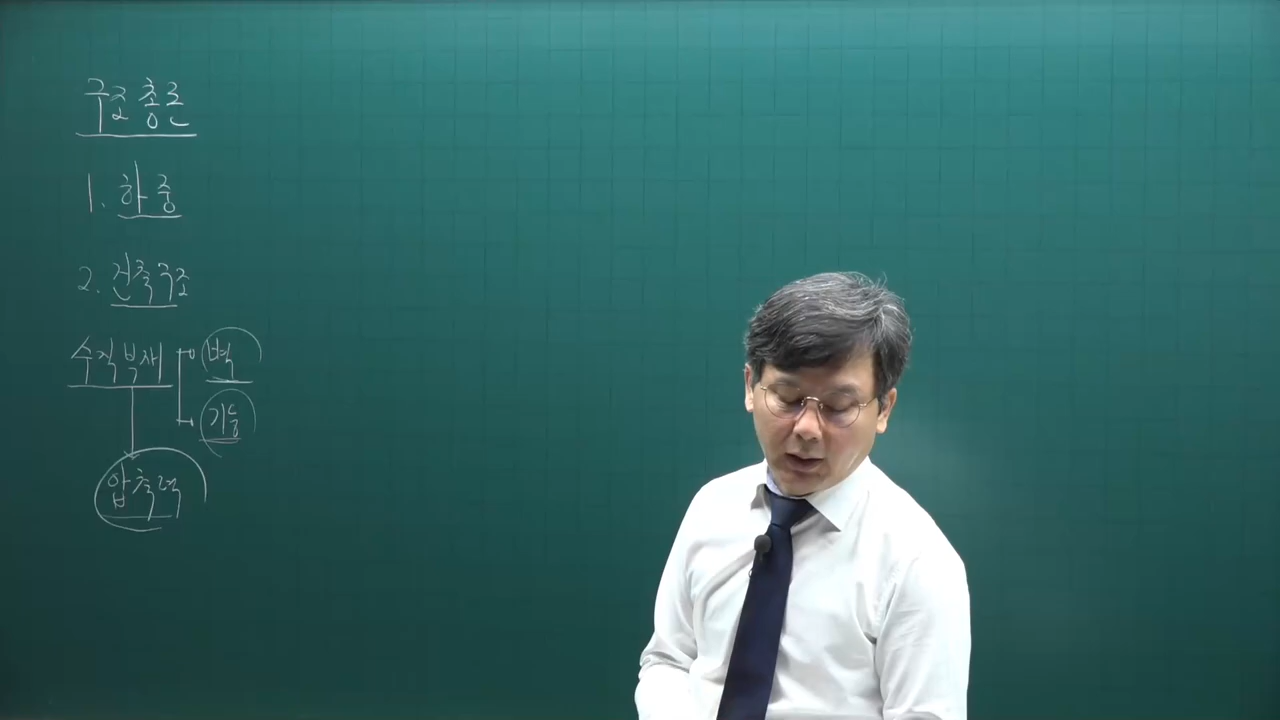 구조 총론
1. 하중
2. 건축구조
수직부재 벽
기둥
압축력